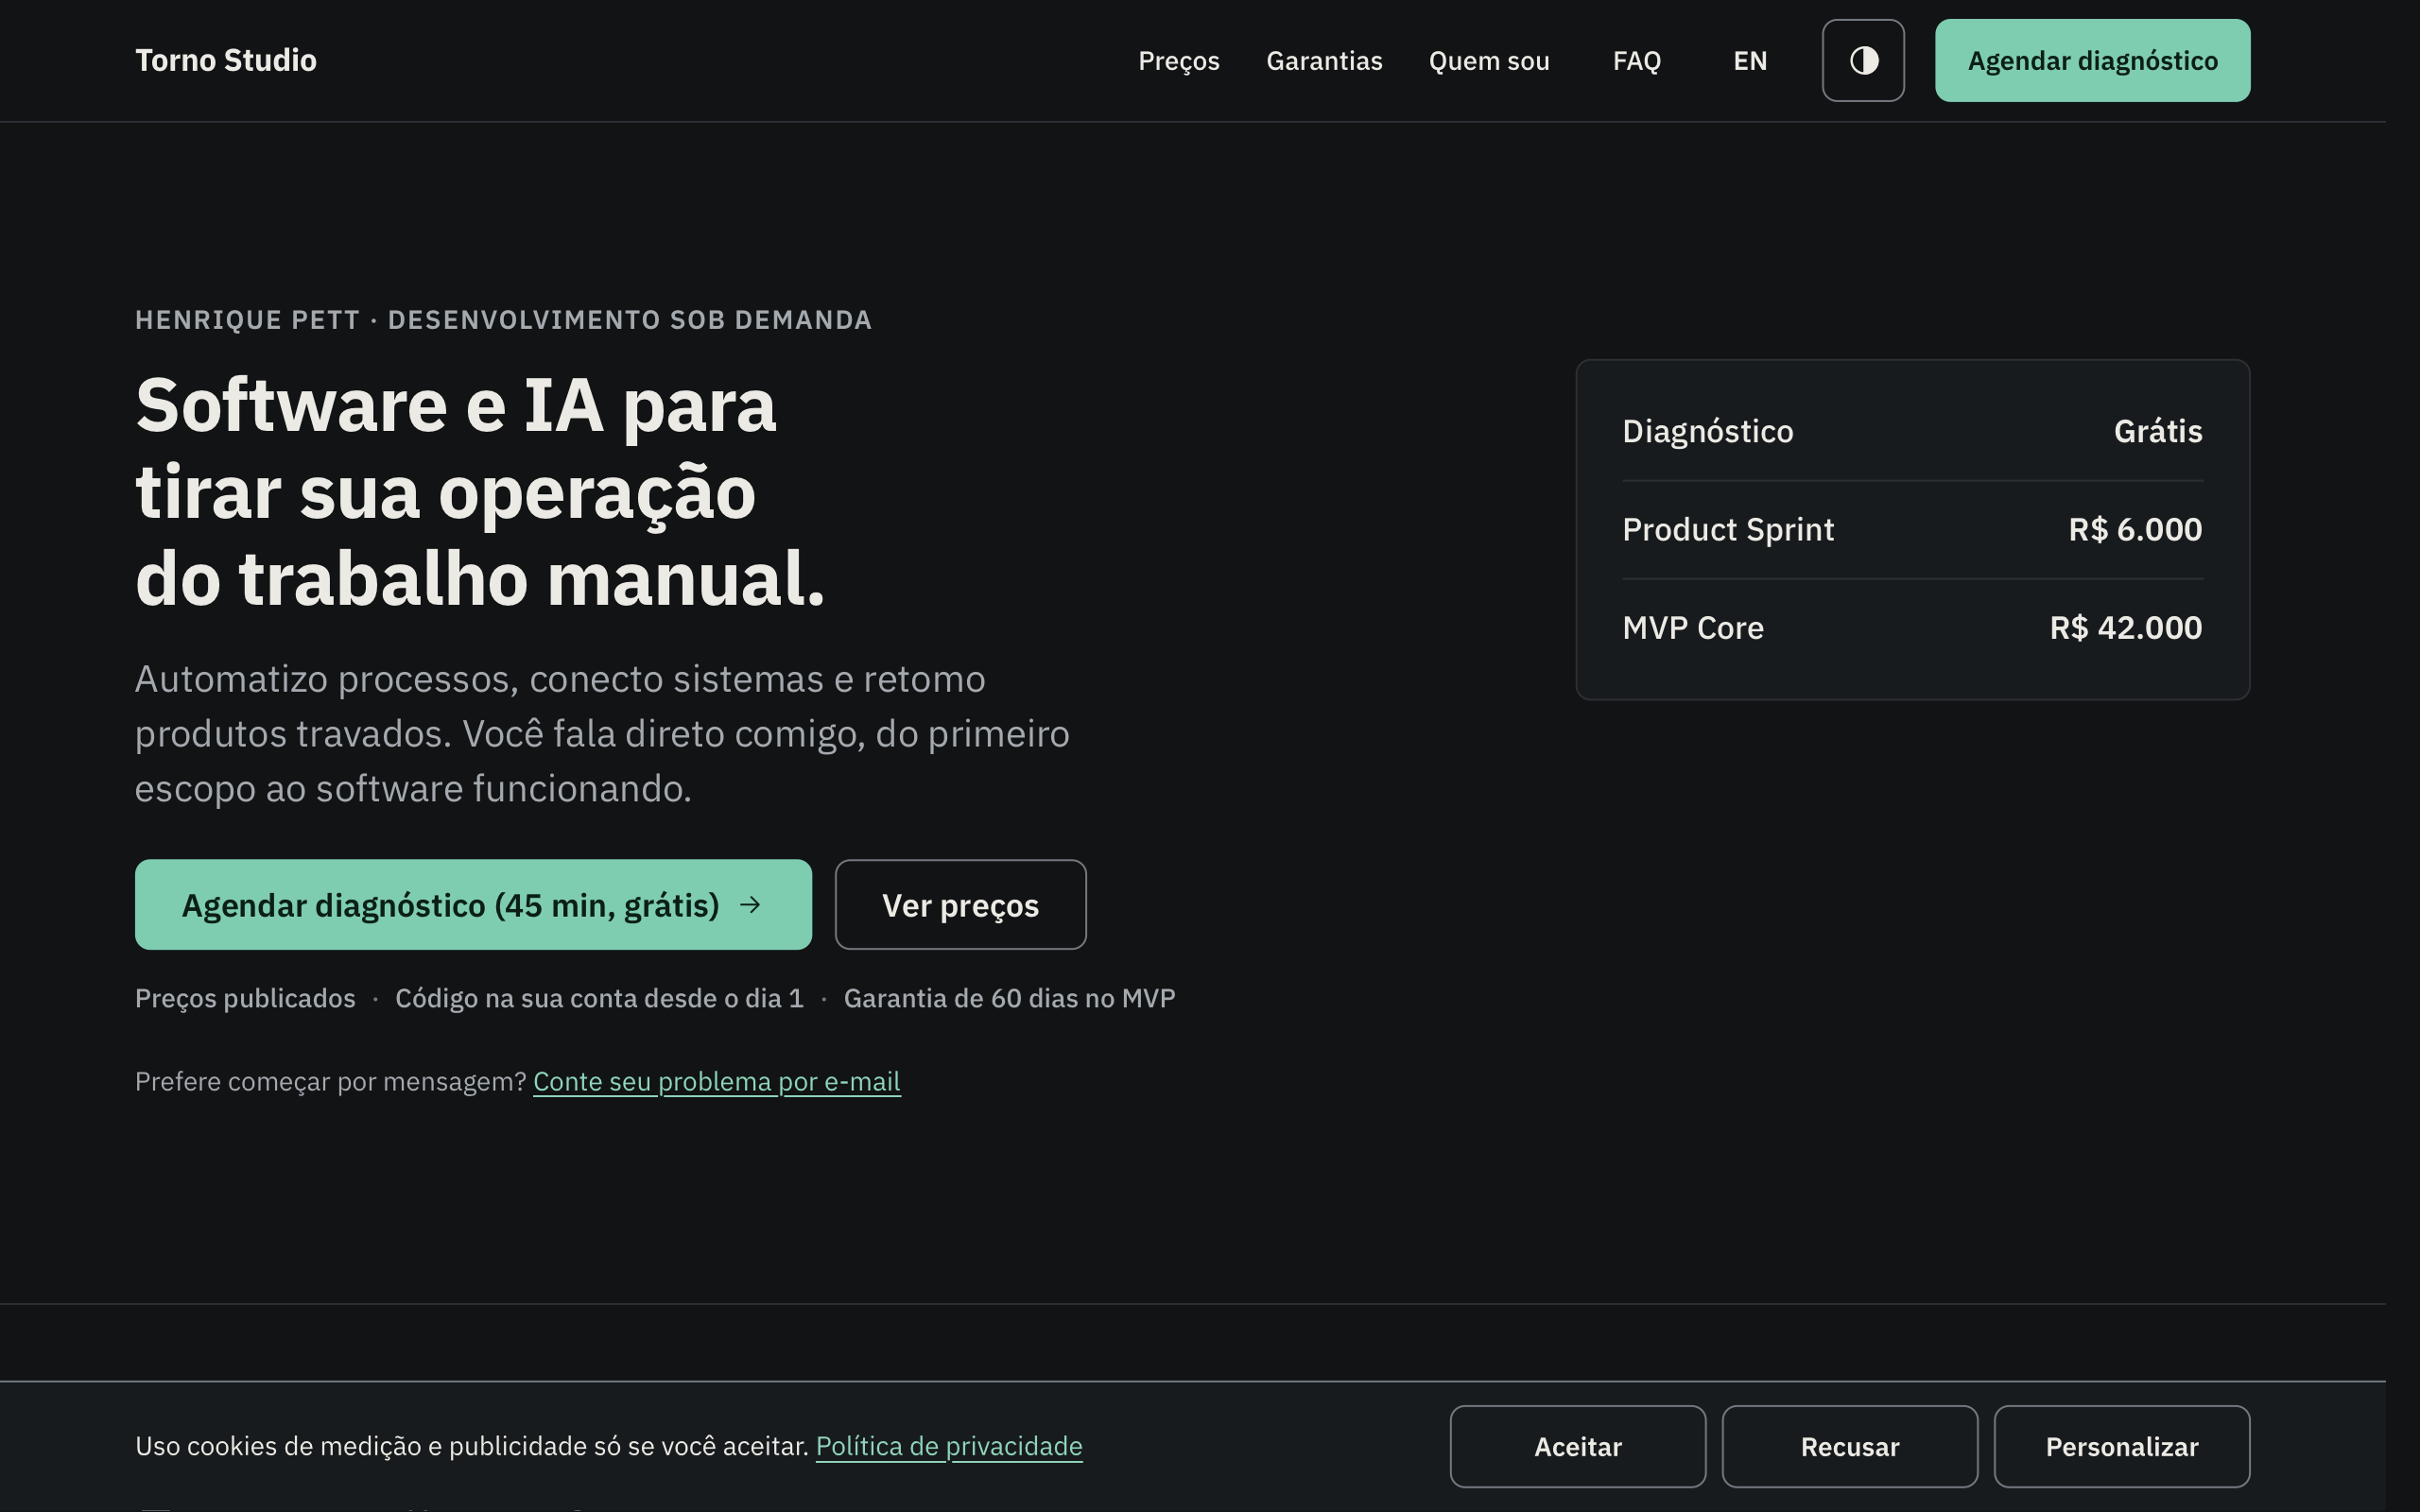 Torno Studio
Preços
Garantias
Quem sou
FAQ
EN
Agendar diagnóstico
HENRIQUE PETT · DESENVOLVIMENTO SOB DEMANDA
Software e IA para
tirar sua operação
do trabalho manual.
Automatizo processos, conecto sistemas e retomo
produtos travados. Você fala direto comigo, do primeiro
escopo ao software funcionando.
Agendar diagnóstico (45 min, grátis) →
Ver preços
Preços publicados · Código na sua conta desde o dia 1 · Garantia de 60 dias no MVP
Prefere começar por mensagem? Conte seu problema por e-mail
Diagnóstico Grátis
Product Sprint R$ 6.000
MVP Core R$ 42.000
Uso cookies de medição e publicidade só se você aceitar. Política de privacidade
Aceitar
Recusar
Personalizar